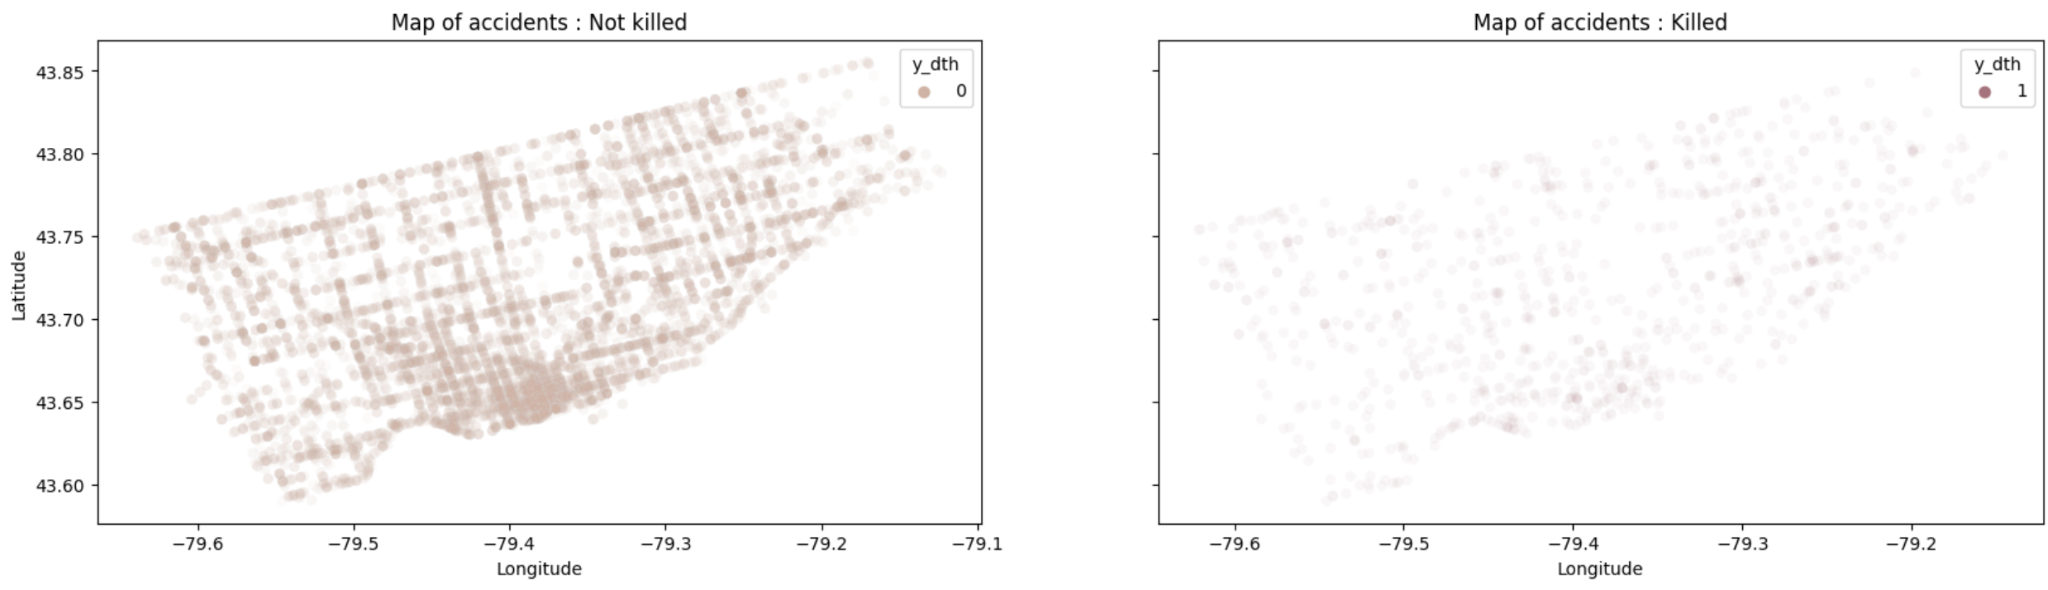 Map of accidents : Not killed
y_dth
0
43.85
43.80
43.75
43.70
43.65
43.60
Latitude
−79.6
−79.5
−79.4
−79.3
−79.2
−79.1
Longitude
Map of accidents : Killed
y_dth
1
−79.6
−79.5
−79.4
−79.3
−79.2
Longitude